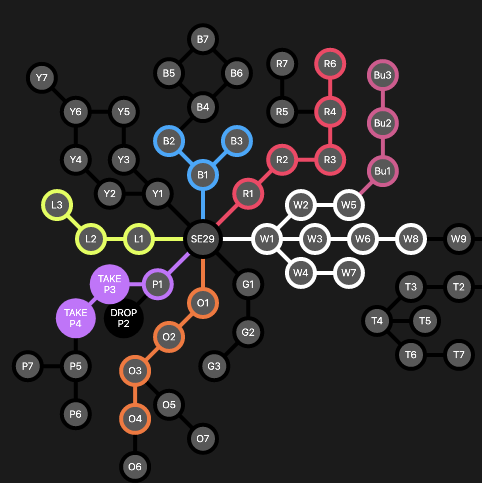 B7
B5
B6
B4
B2
B3
B1
R7
R6
R5
R4
R2
R3
R1
Bu3
Bu2
Bu1
Y7
Y6
Y5
Y4
Y3
Y2
Y1
L3
L2
L1
SE29
W2
W5
W1
W3
W6
W8
W9
W4
W7
TAKE
P3
P1
TAKE
P4
DROP
P2
P7
P5
P6
O1
O2
O3
O4
O5
O6
O7
G1
G2
G3
T3
T2
T4
T5
T6
T7